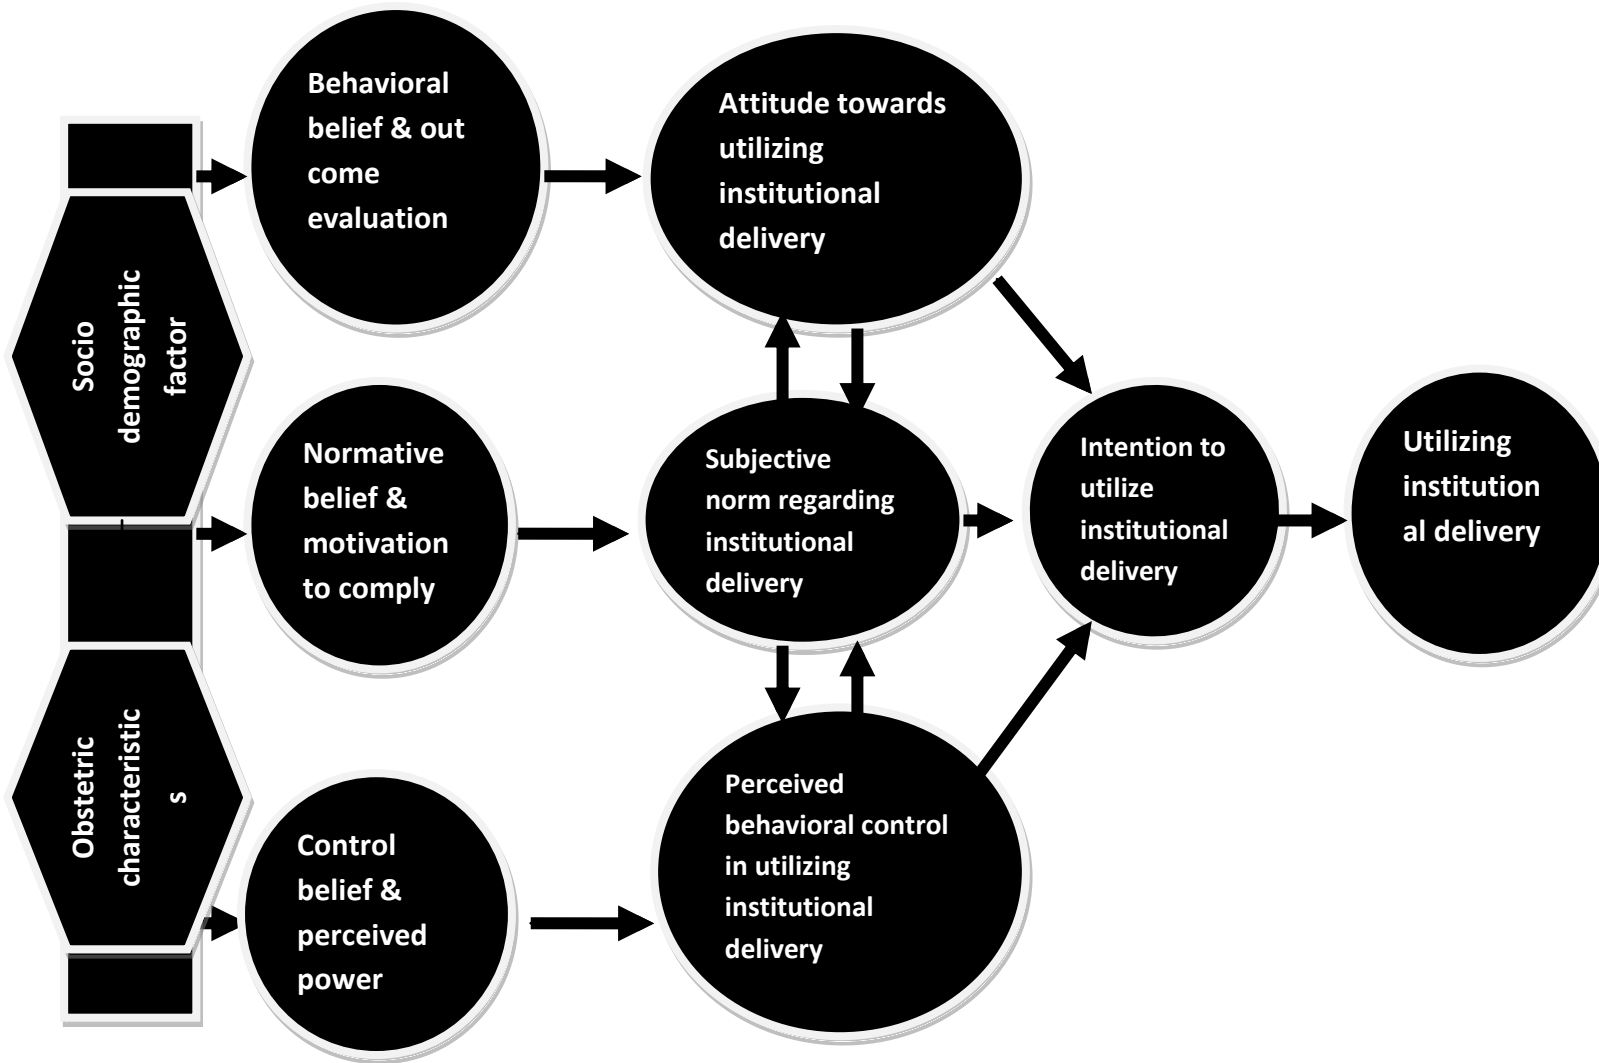 Socio
demographic
factor
Obstetric
characteristic
s
Behavioral
belief & out
come
evaluation
Normative
belief &
motivation
to comply
Control
belief &
perceived
power
Attitude towards
utilizing
institutional
delivery
Subjective
norm regarding
institutional
delivery
Perceived
behavioral control
in utilizing
institutional
delivery
Intention to
utilize
institutional
delivery
Utilizing
institution
al delivery